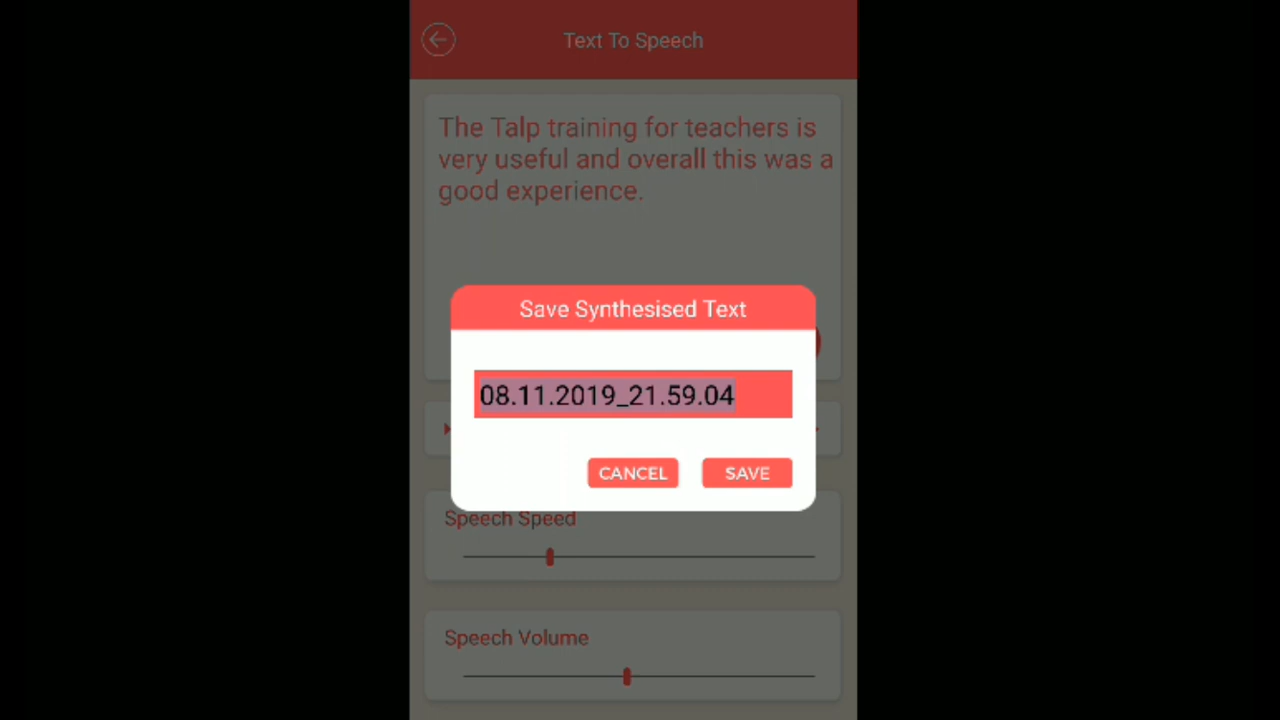 Text To Speech
The Talp training for teachers is
very useful and overall this was a
good experience.
Save Synthesised Text
08.11.2019_21.59.04
CANCEL
SAVE
Speech Speed
Speech Volume